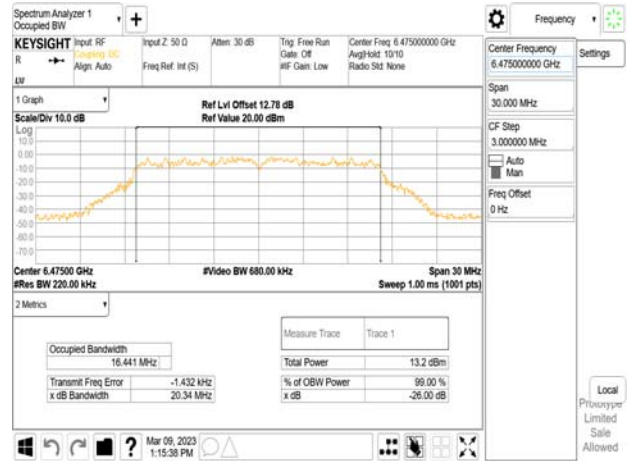 Spectrum Analyzer 1
Occupied BW
Frequency
KEYSIGHT
R
LV
Input: RF
Coupling: DC
Align: Auto
Input Z: 50 Ω
Freq Ref: Int (S)
Atten: 30 dB
Trig: Free Run
Gate: Off
#IF Gain: Low
Center Freq: 6.475000000 GHz
Avg|Hold: 10/10
Radio Std: None
Center Frequency
6.475000000 GHz
Settings
Span
30.000 MHz
CF Step
3.000000 MHz
Auto
Man
Freq Offset
0 Hz
1 Graph
Scale/Div 10.0 dB
Ref Lvl Offset 12.78 dB
Ref Value 20.00 dBm
Log
10.0
0.00
-10.0
-20.0
-30.0
-40.0
-50.0
-60.0
-70.0
Center 6.47500 GHz
#Res BW 220.00 kHz
#Video BW 680.00 kHz
Span 30 MHz
Sweep 1.00 ms (1001 pts)
2 Metrics
Measure Trace
Trace 1
Occupied Bandwidth
16.441 MHz
Total Power
13.2 dBm
Transmit Freq Error
-1.432 kHz
% of OBW Power
99.00 %
x dB Bandwidth
20.34 MHz
x dB
-26.00 dB
Local
Prototype
Limited
Sale
Allowed
?
Mar 09, 2023
1:15:38 PM